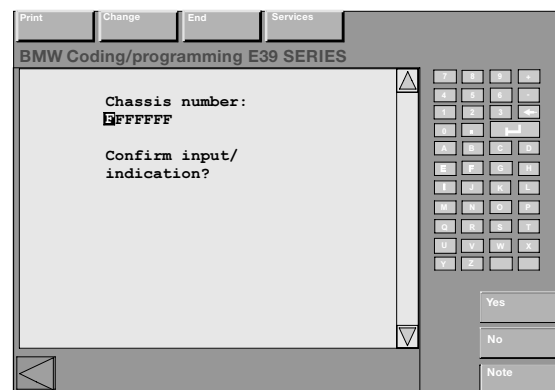 Print Change End Services
BMW Coding/programming E39 SERIES
Chassis number:
EFFFFFF
Confirm input/
indication?
7 8 9 +
4 5 6 -
1 2 3
0 .
A B C D
E F G H
I J K L
M N O P
Q R S T
U V W X
Y Z
Yes
No
Note